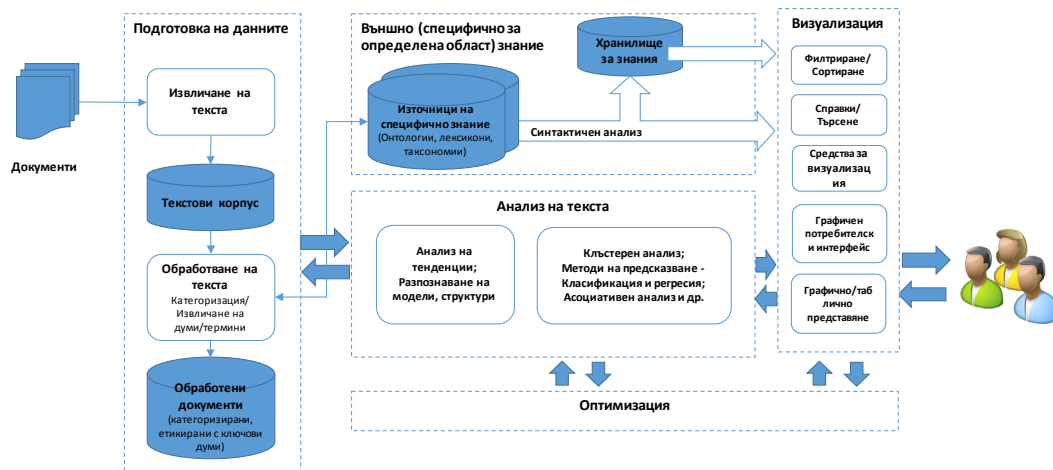 Подготовка на данните
Извличане на
текста
Документи
Текстови корпус
Обработване на
текста
Категоризация/
Извличане на
думи/термини
Обработени
документи
(категоризирани,
етикирани с ключови
думи)
Външно (специфично за
определена област) знание
Хранилище
за знания
Източници на
специфично знание
(Онтологии, лексикони,
таксономии)
Синтактичен анализ
Анализ на текста
Анализ на
тенденции;
Разпознаване на
модели, структури
Клъстерен анализ;
Методи на предсказване -
Класификация и регресия;
Асоциативен анализ и др.
Визуализация
Филтриране/
Сортиране
Справки/
Търсене
Средства за
визуализац
ия
Графичен
потребителск
и интерфейс
Графично/таб
лично
представяне
Оптимизация